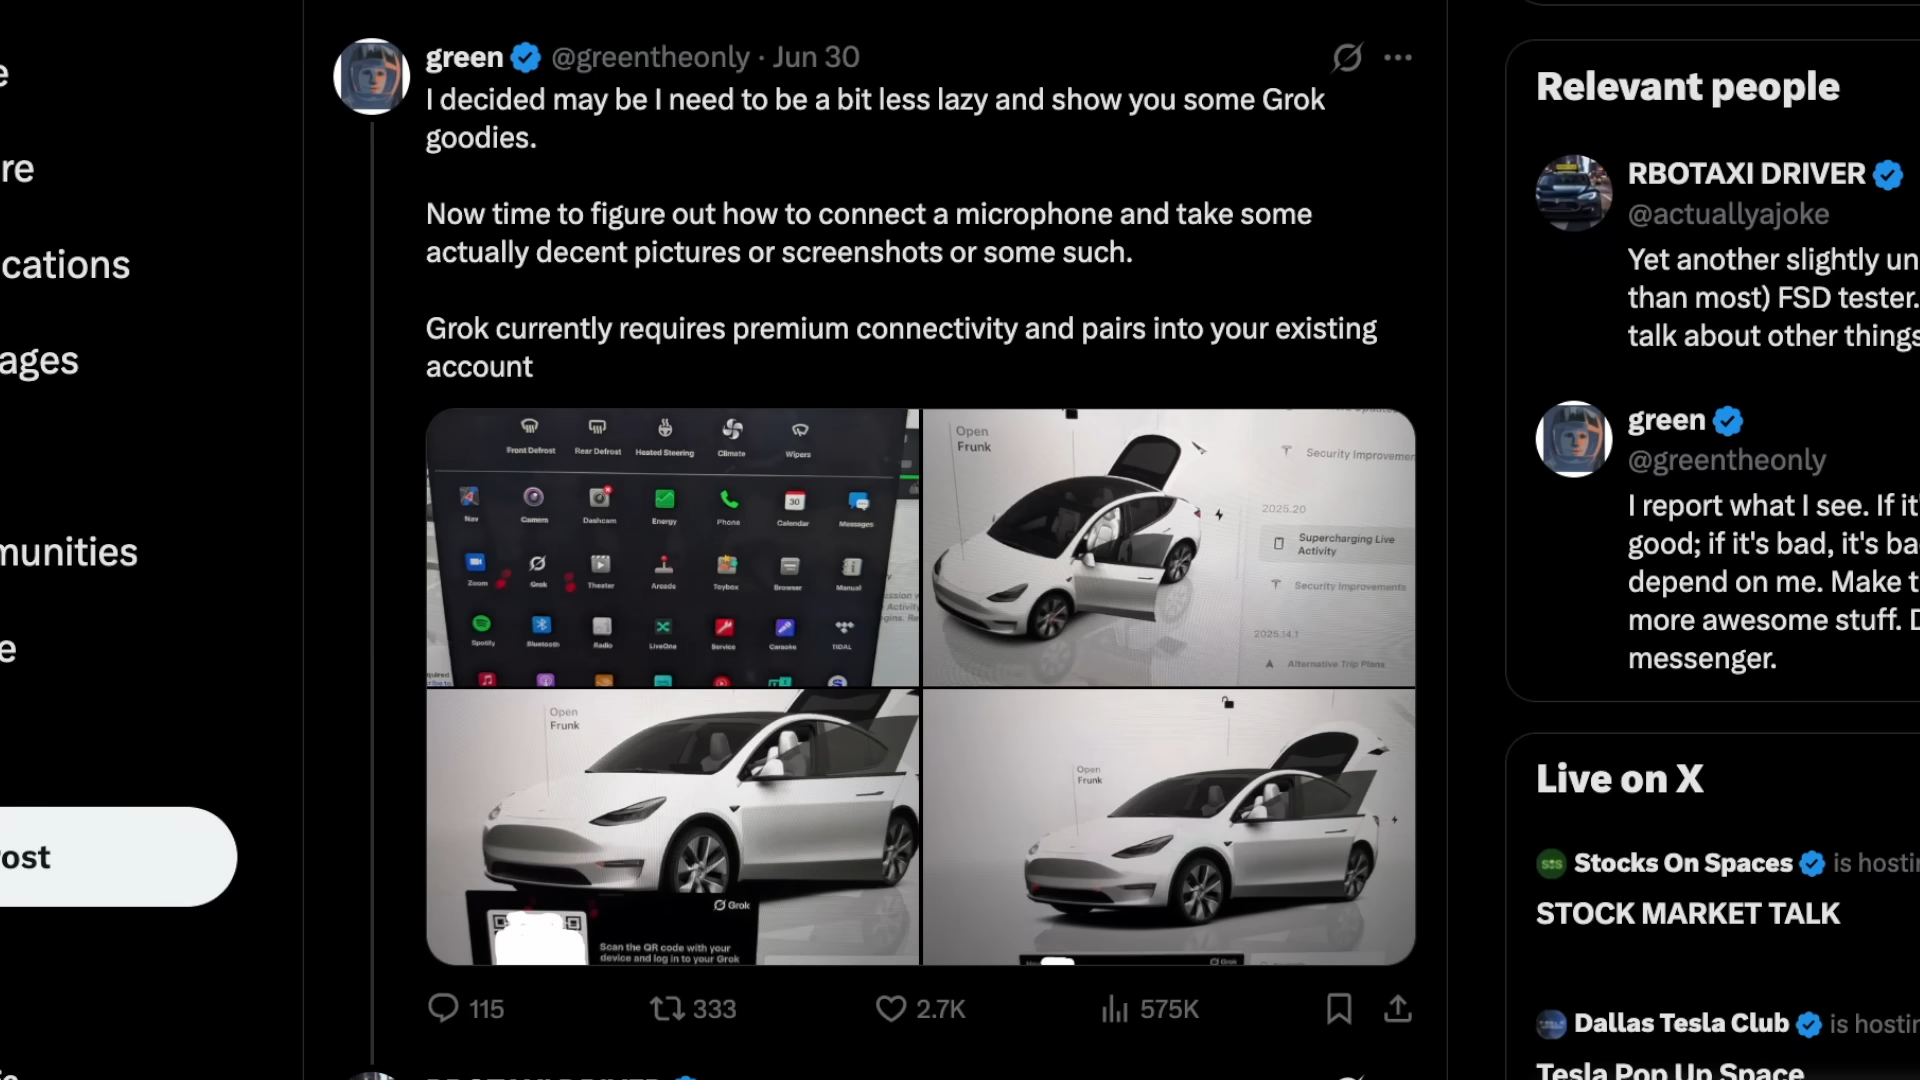 e
re
cations
ages
munities
e
ost
green @greentheonly · Jun 30
I decided may be I need to be a bit less lazy and show you some Grok
goodies.
Now time to figure out how to connect a microphone and take some
actually decent pictures or screenshots or some such.
Grok currently requires premium connectivity and pairs into your existing
account
Front Defrost Rear Defrost Heated Steering Climate Wipers
30
Nav Camera Dashcam Energy Phone Calendar Messages
Zoom Grok Theater Arcade Toybox Browser Manual
Spotify Bluetooth Radio LiveOne Service Caraoke TIDAL
Open
Frunk
Security Improvemen
2025.20
Supercharging Live
Activity
Security Improvements
2025.14.1
Alternative Trip Plans
Open
Frunk
Grok
Scan the QR code with your
device and log in to your Grok
Open
Frunk
Grok
115 333 2.7K 575K
Relevant people
RBOTAXI DRIVER
@actuallyajoke
Yet another slightly un
than most) FSD tester.
talk about other things
green
@greentheonly
I report what I see. If it'
good; if it's bad, it's ba
depend on me. Make t
more awesome stuff. D
messenger.
Live on X
Stocks On Spaces is hostin
STOCK MARKET TALK
Dallas Tesla Club is hostin
Tesla Pop Up Space